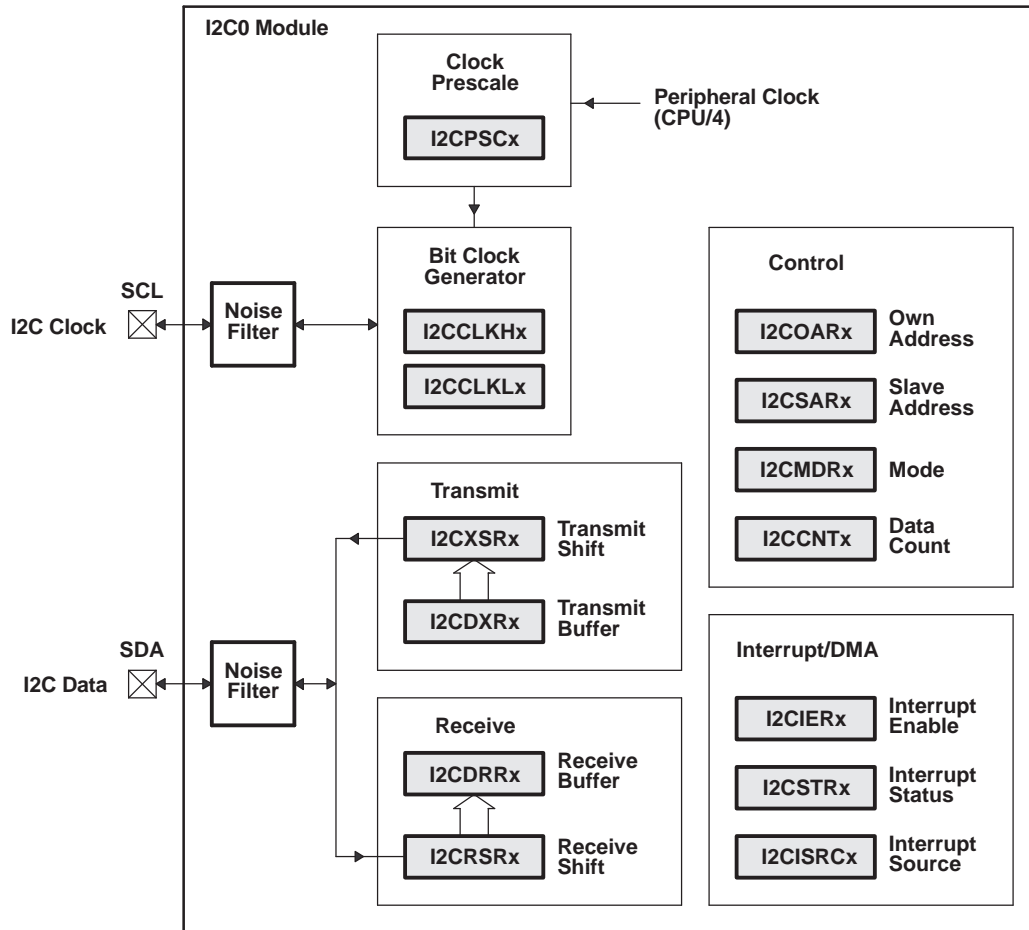 I2C0 Module
Clock
Prescale
I2CPSCx
Peripheral Clock
(CPU/4)
Bit Clock
Generator
I2CCLKHx
I2CCLKLx
SCL
I2C Clock
Noise
Filter
Control
I2COARx
Own
Address
I2CSARx
Slave
Address
I2CMDRx
Mode
I2CCNTx
Data
Count
Transmit
I2CXSRx
Transmit
Shift
I2CDXRx
Transmit
Buffer
SDA
I2C Data
Noise
Filter
Receive
I2CDRRx
Receive
Buffer
I2CRSRx
Receive
Shift
Interrupt/DMA
I2CIERx
Interrupt
Enable
I2CSTRx
Interrupt
Status
I2CISRCx
Interrupt
Source